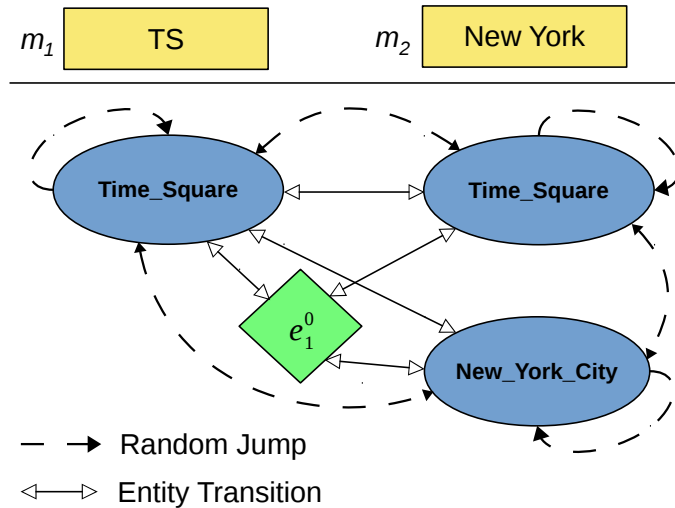 m₁ TS m₂ New York
Time_Square Time_Square
e₁⁰
New_York_City
Random Jump
Entity Transition